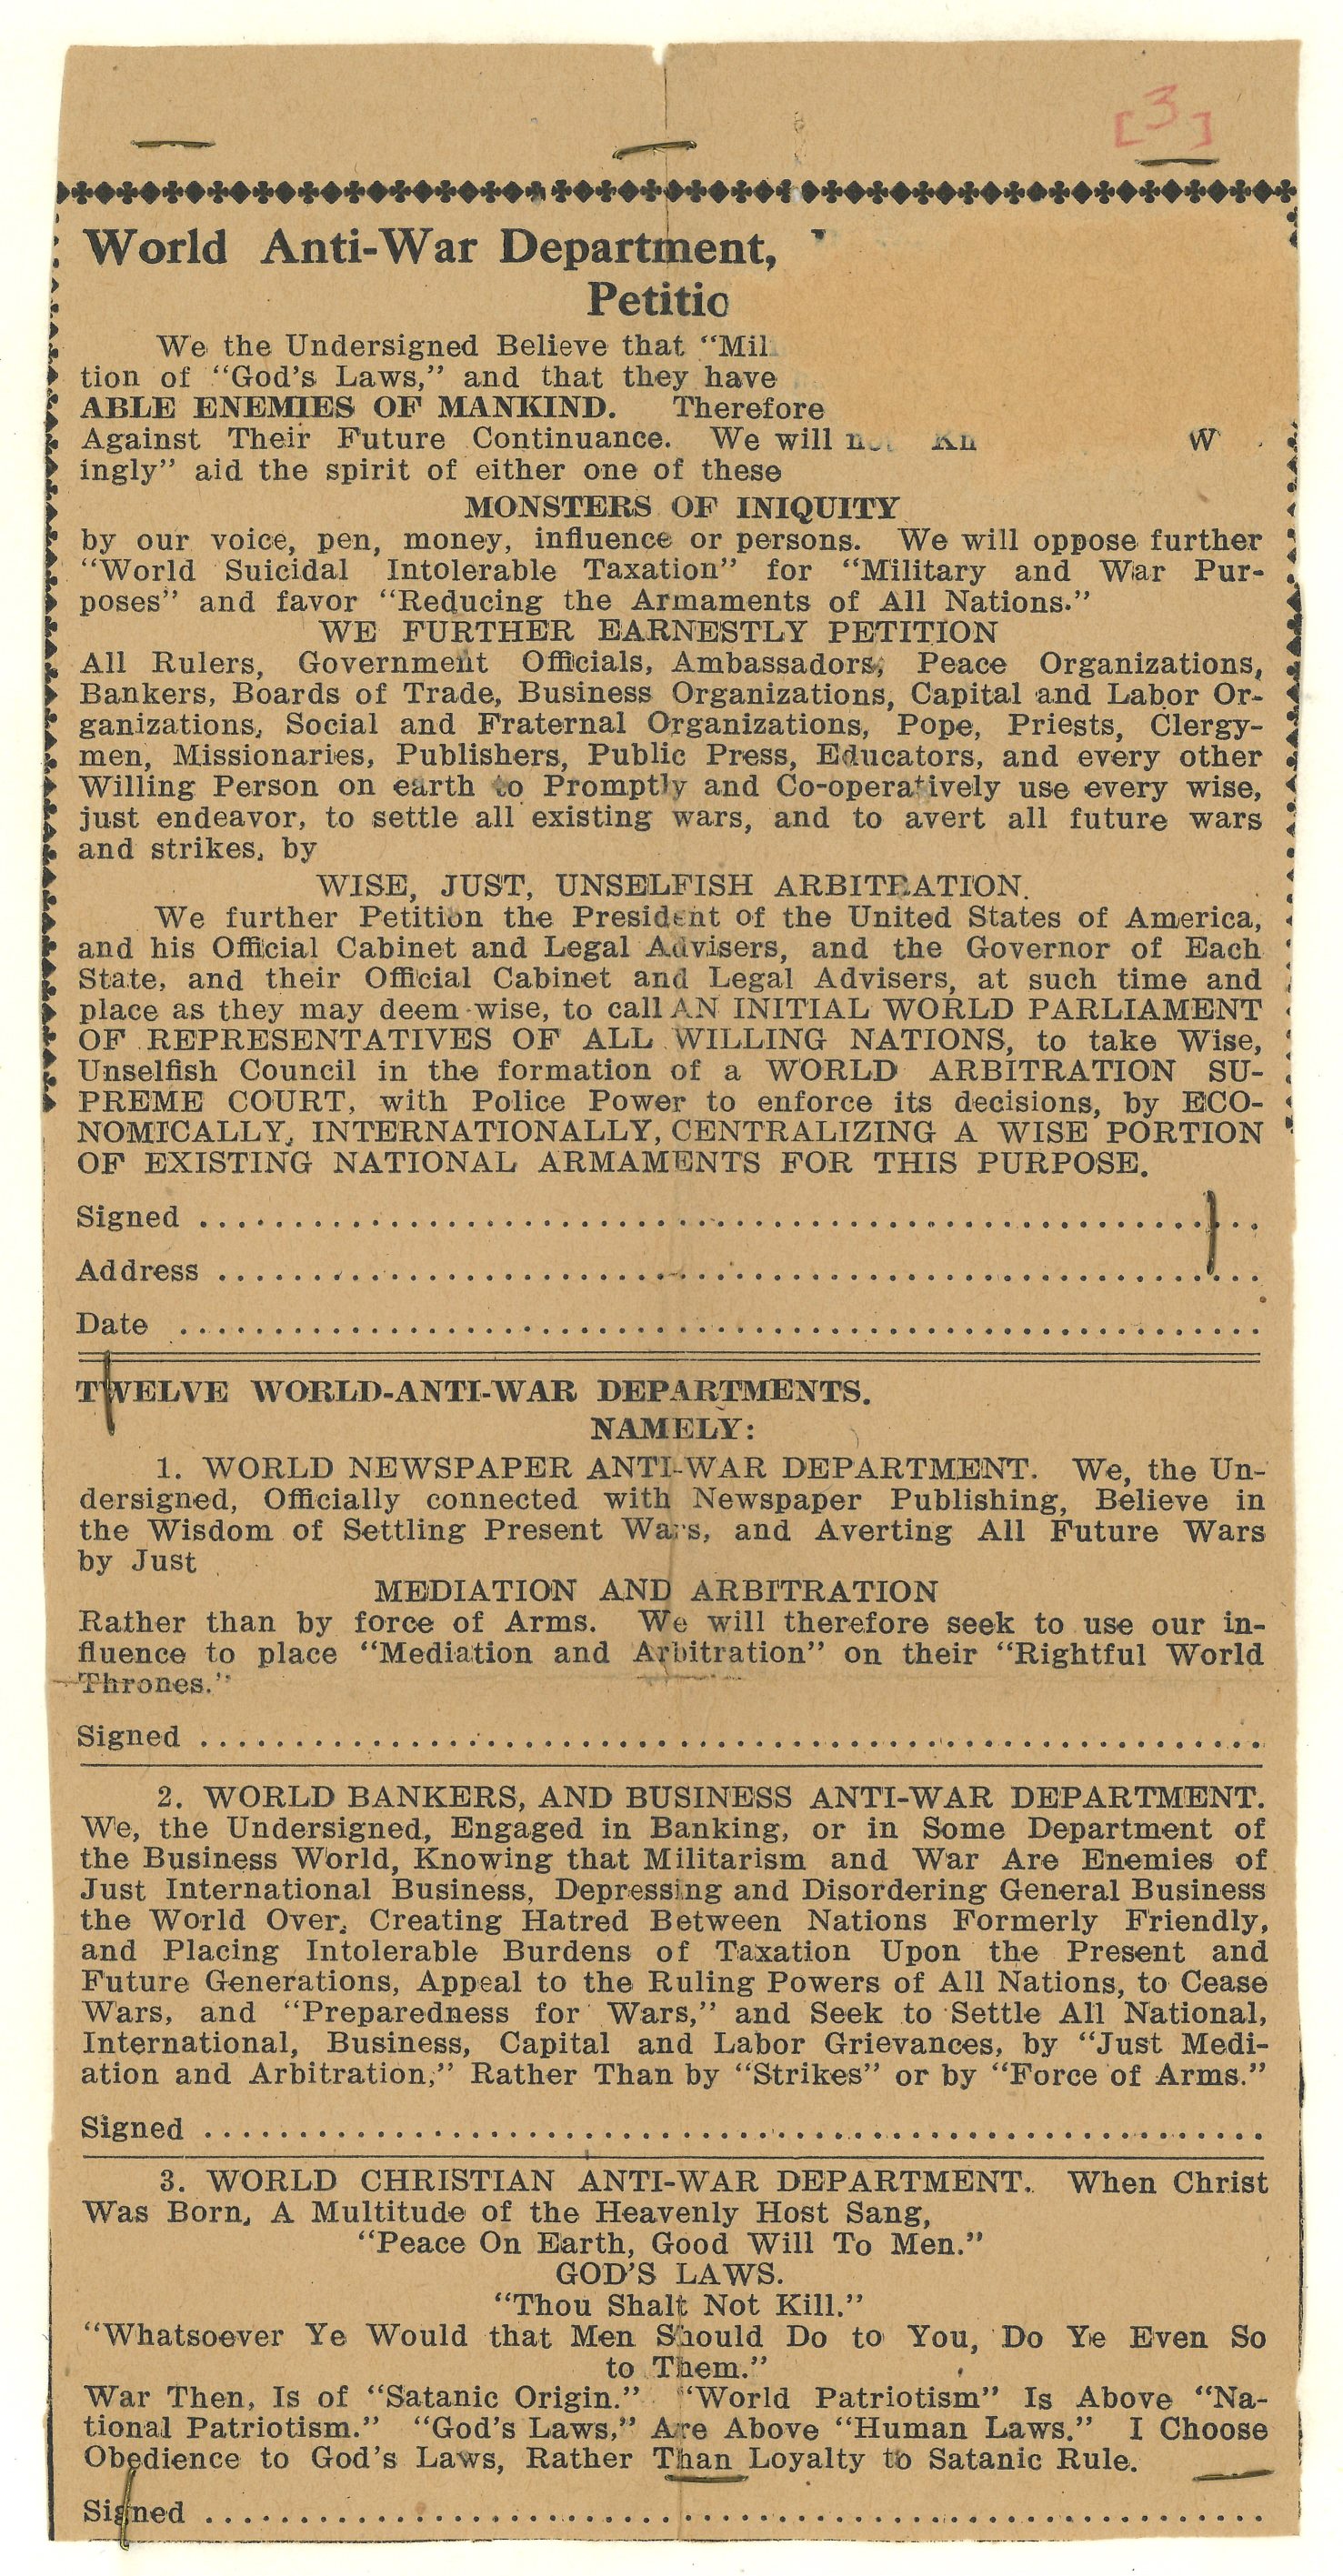 [3]
World Anti-War Department,
Petitio
We the Undersigned Believe that “Mil
tion of “God’s Laws,” and that they have
ABLE ENEMIES OF MANKIND. Therefore
Against Their Future Continuance. We will
ingly” aid the spirit of either one of these
MONSTERS OF INIQUITY
by our voice, pen, money, influence or persons. We will oppose further
“World Suicidal Intolerable Taxation” for “Military and War Pur-
poses” and favor “Reducing the Armaments of All Nations.”
WE FURTHER EARNESTLY PETITION
All Rulers, Government Officials, Ambassadors, Peace Organizations,
Bankers, Boards of Trade, Business Organizations, Capital and Labor Or-
ganizations, Social and Fraternal Organizations, Pope, Priests, Clergy-
men, Missionaries, Publishers, Public Press, Educators, and every other
Willing Person on earth to Promptly and Co-operatively use every wise,
just endeavor, to settle all existing wars, and to avert all future wars
and strikes, by
WISE, JUST, UNSELFISH ARBITRATION.
We further Petition the President of the United States of America,
and his Official Cabinet and Legal Advisers, and the Governor of Each
State, and their Official Cabinet and Legal Advisers, at such time and
place as they may deem wise, to call AN INITIAL WORLD PARLIAMENT
OF REPRESENTATIVES OF ALL WILLING NATIONS, to take Wise,
Unselfish Council in the formation of a WORLD ARBITRATION SU-
PREME COURT, with Police Power to enforce its decisions, by ECO-
NOMICALLY, INTERNATIONALLY, CENTRALIZING A WISE PORTION
OF EXISTING NATIONAL ARMAMENTS FOR THIS PURPOSE.
Signed
Address
Date
TWELVE WORLD-ANTI-WAR DEPARTMENTS.
NAMELY:
1. WORLD NEWSPAPER ANTI-WAR DEPARTMENT. We, the Un-
dersigned, Officially connected with Newspaper Publishing, Believe in
the Wisdom of Settling Present Wars, and Averting All Future Wars
by Just
MEDIATION AND ARBITRATION
Rather than by force of Arms. We will therefore seek to use our in-
fluence to place “Mediation and Arbitration” on their “Rightful World
Thrones.”
Signed
2. WORLD BANKERS, AND BUSINESS ANTI-WAR DEPARTMENT.
We, the Undersigned, Engaged in Banking, or in Some Department of
the Business World, Knowing that Militarism and War Are Enemies of
Just International Business, Depressing and Disordering General Business
the World Over, Creating Hatred Between Nations Formerly Friendly,
and Placing Intolerable Burdens of Taxation Upon the Present and
Future Generations, Appeal to the Ruling Powers of All Nations, to Cease
Wars, and “Preparedness for Wars,” and Seek to Settle All National,
International, Business, Capital and Labor Grievances, by “Just Medi-
ation and Arbitration,” Rather Than by “Strikes” or by “Force of Arms.”
Signed
3. WORLD CHRISTIAN ANTI-WAR DEPARTMENT. When Christ
Was Born, A Multitude of the Heavenly Host Sang,
“Peace On Earth, Good Will To Men.”
GOD’S LAWS.
“Thou Shalt Not Kill.”
“Whatsoever Ye Would that Men Should Do to You, Do Ye Even So
to Them.”
War Then, Is of “Satanic Origin.” “World Patriotism” Is Above “Na-
tional Patriotism.” “God’s Laws,” Are Above “Human Laws.” I Choose
Obedience to God’s Laws, Rather Than Loyalty to Satanic Rule.
Signed